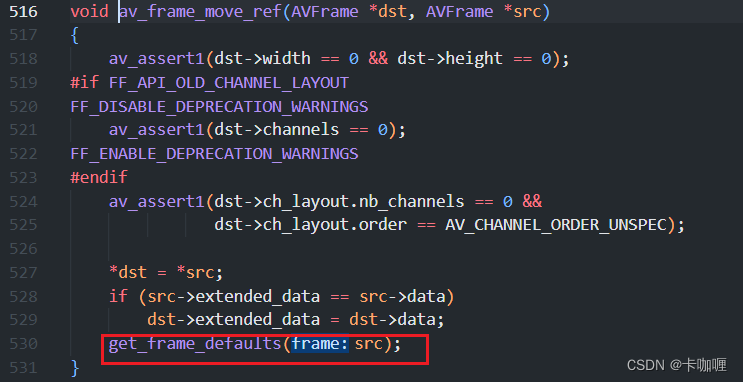 516 void av_frame_move_ref(AVFrame *dst, AVFrame *src)
517 {
518     av_assert1(dst->width == 0 && dst->height == 0);
519 #if FF_API_OLD_CHANNEL_LAYOUT
520 FF_DISABLE_DEPRECATION_WARNINGS
521     av_assert1(dst->channels == 0);
522 FF_ENABLE_DEPRECATION_WARNINGS
523 #endif
524     av_assert1(dst->ch_layout.nb_channels == 0 &&
525                dst->ch_layout.order == AV_CHANNEL_ORDER_UNSPEC);
526
527     *dst = *src;
528     if (src->extended_data == src->data)
529         dst->extended_data = dst->data;
530     get_frame_defaults(frame: src);
531 }
CSDN @卡咖喱